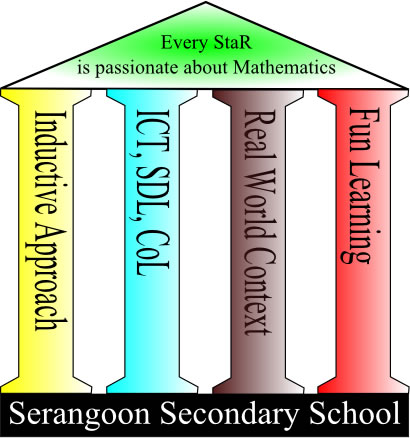 Every StaR
is passionate about Mathematics
Inductive Approach
ICT, SDL, CoL
Real World Context
Fun Learning
Serangoon Secondary School